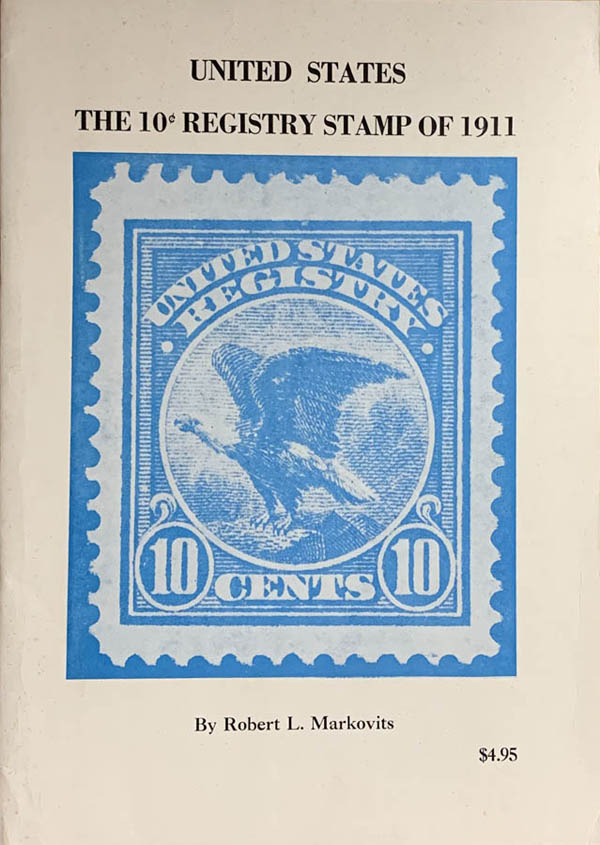 UNITED STATES
THE 10¢ REGISTRY STAMP OF 1911
UNITED STATES
REGISTRY
10 CENTS 10
By Robert L. Markovits
$4.95